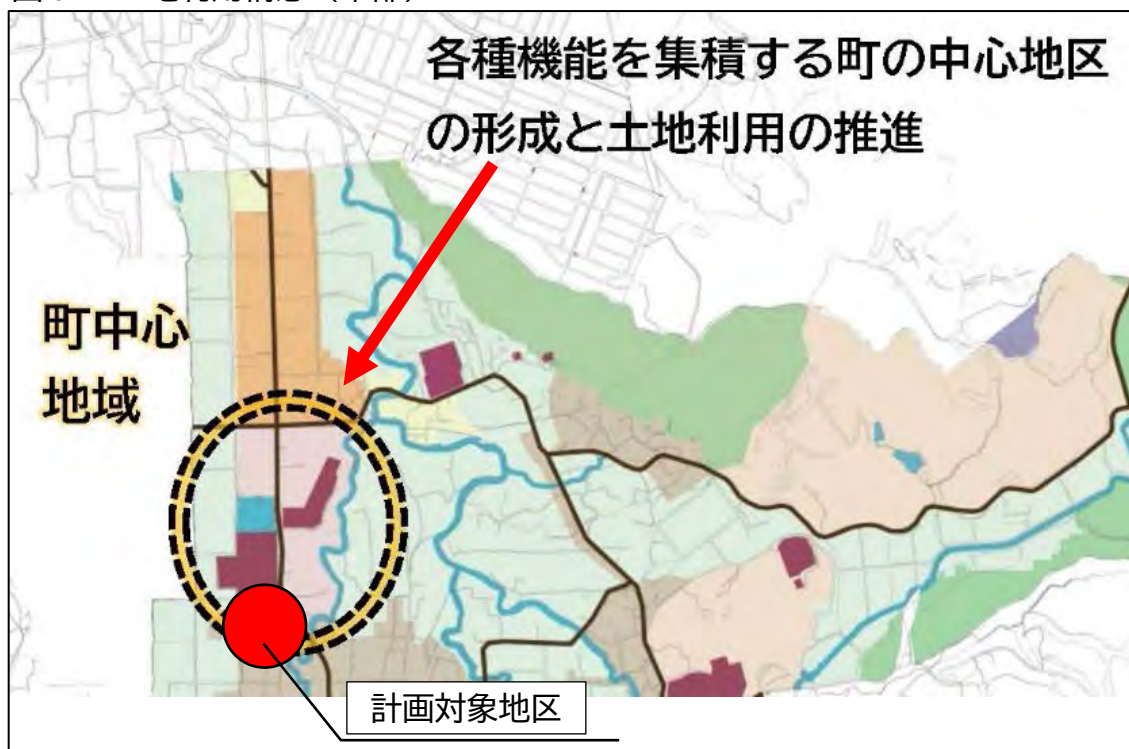 各種機能を集積する町の中心地区
の形成と土地利用の推進
町中心
地域
計画対象地区